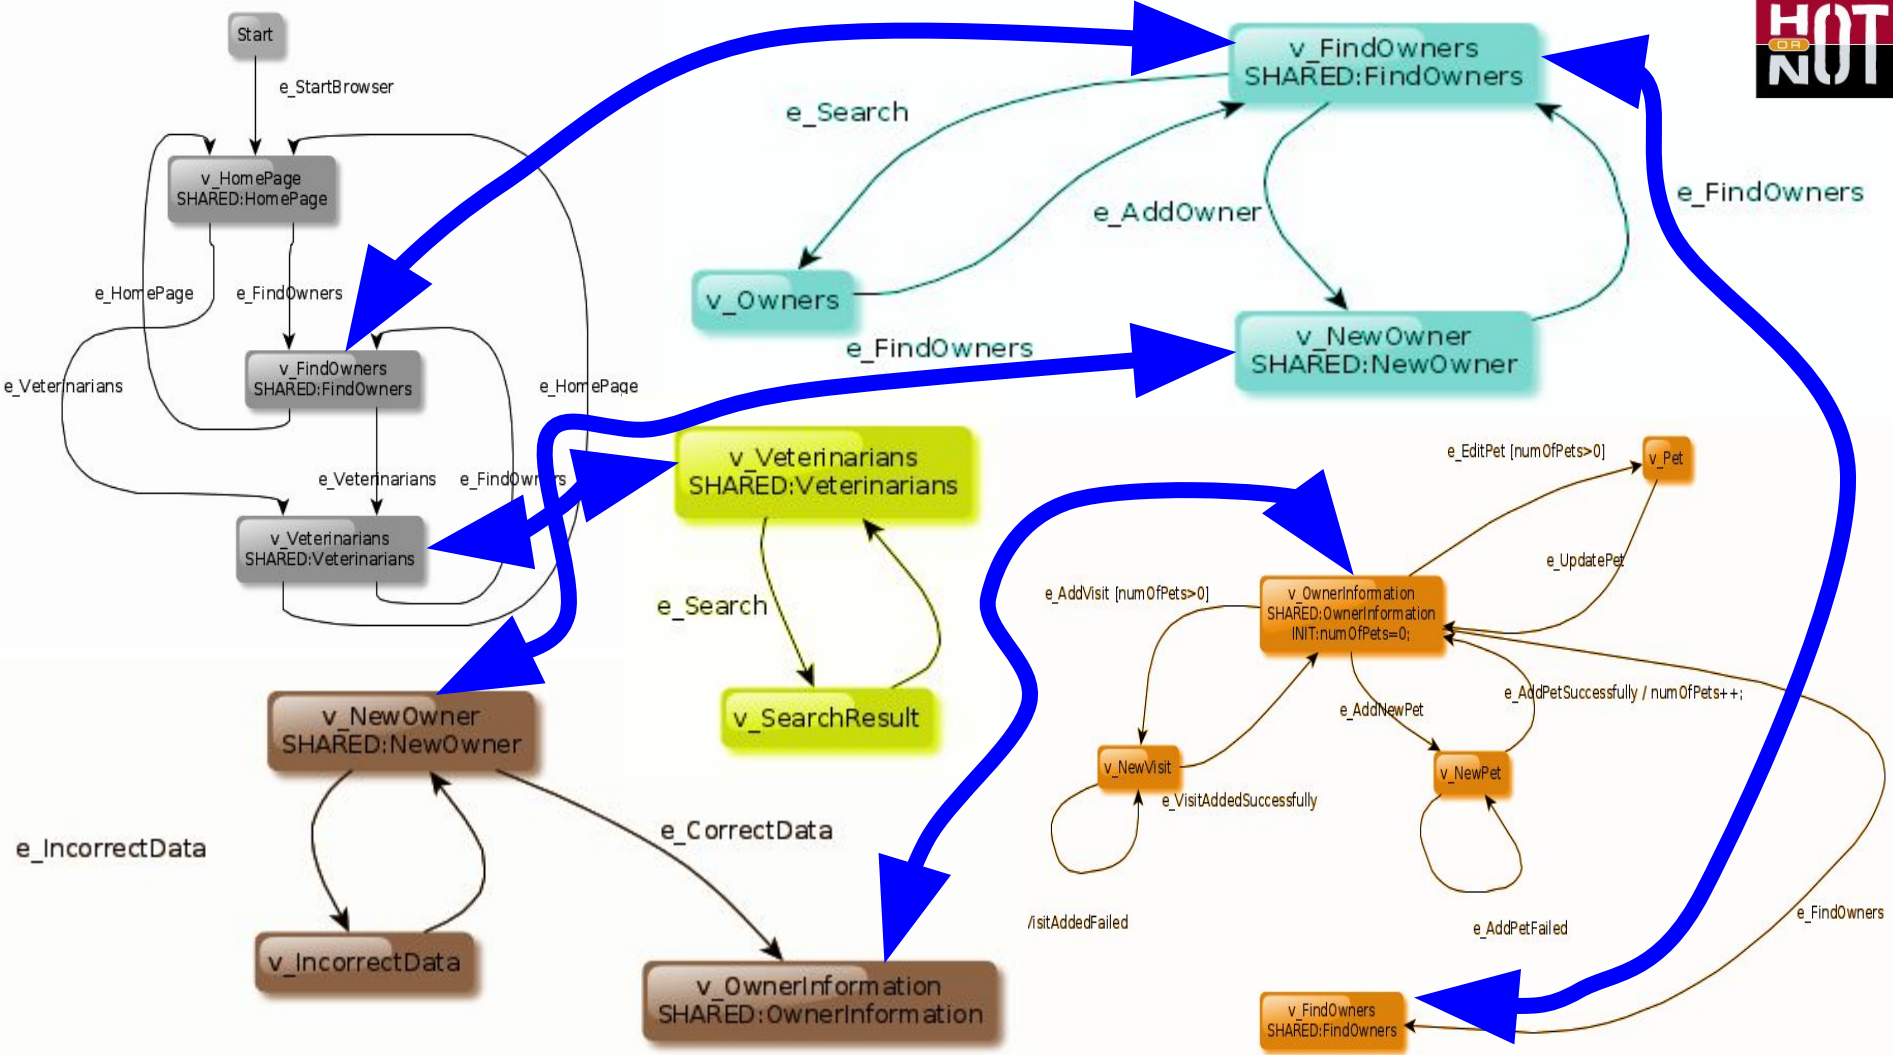 Start
e_StartBrowser
v_HomePage
SHARED:HomePage
e_HomePage
e_FindOwners
v_FindOwners
SHARED:FindOwners
e_Veterinarians
e_HomePage
e_Veterinarians
e_FindOwners
v_Veterinarians
SHARED:Veterinarians
v_FindOwners
SHARED:FindOwners
e_Search
e_AddOwner
e_FindOwners
v_Owners
e_FindOwners
v_NewOwner
SHARED:NewOwner
HOT
OR
NOT
v_Veterinarians
SHARED:Veterinarians
e_Search
v_SearchResult
e_EditPet [numOfPets>0]
v_Pet
e_UpdatePet
e_AddVisit [numOfPets>0]
v_OwnerInformation
SHARED:OwnerInformation
INIT:numOfPets=0;
e_AddPetSuccessfully / numOfPets++;
e_AddNewPet
v_NewVisit
v_NewPet
e_VisitAddedSuccessfully
/isitAddedFailed
e_AddPetFailed
e_FindOwners
v_FindOwners
SHARED:FindOwners
v_NewOwner
SHARED:NewOwner
e_IncorrectData
e_CorrectData
v_IncorrectData
v_OwnerInformation
SHARED:OwnerInformation